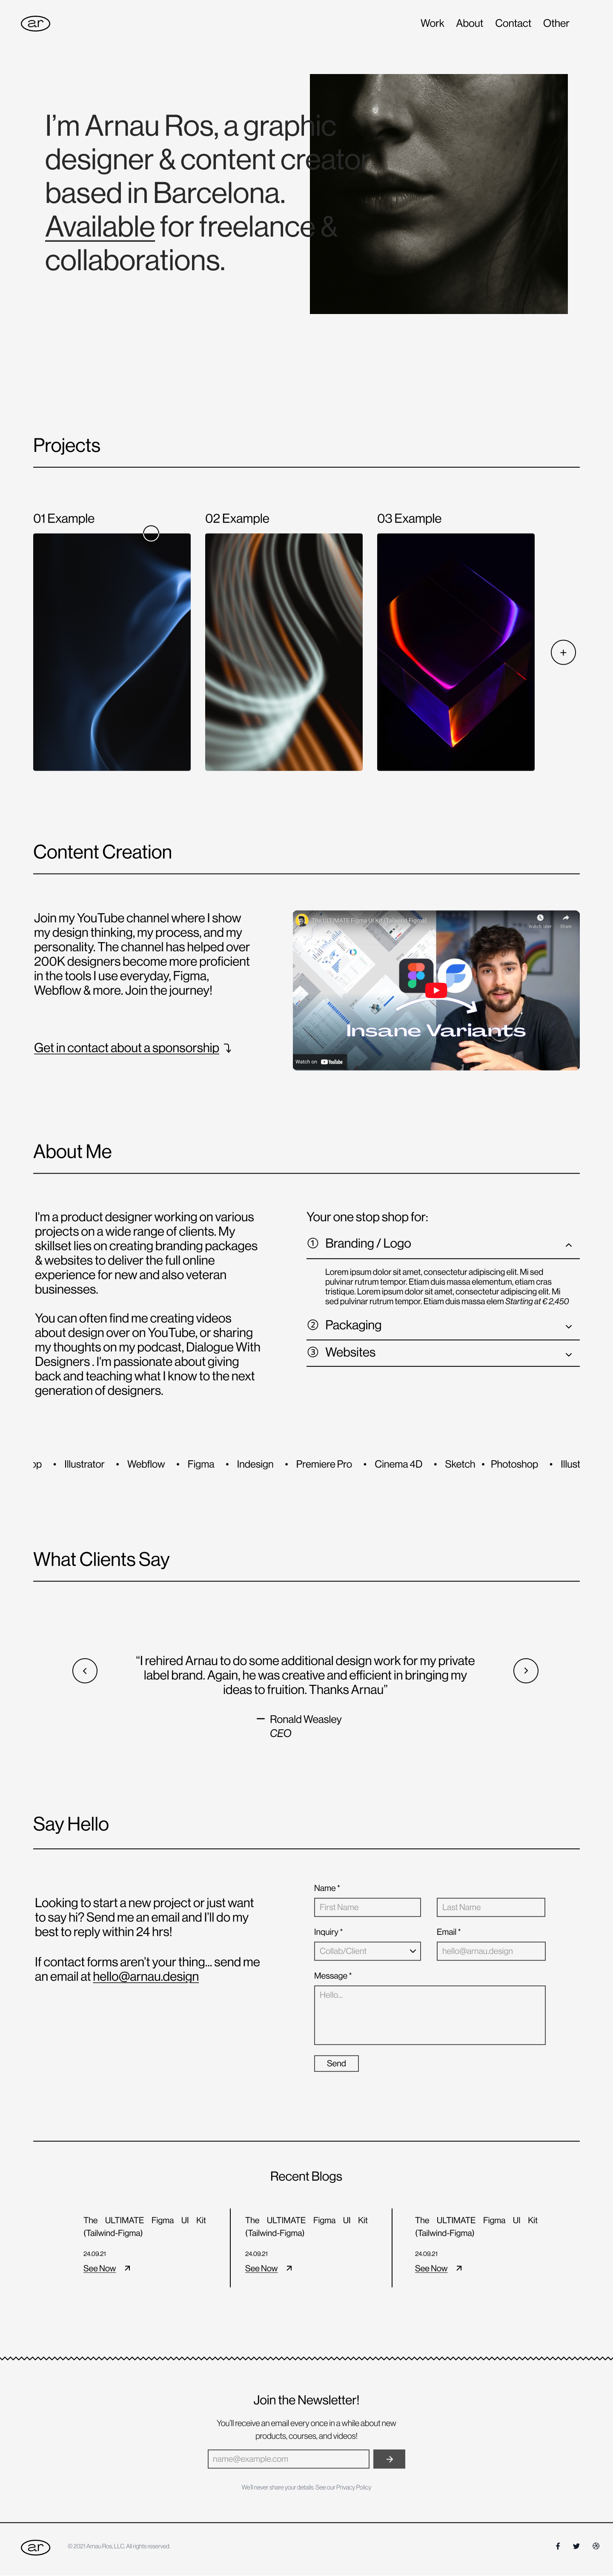 ar
Work About Contact Other
I'm Arnau Ros, a graphic
designer & content creator
based in Barcelona.
Available for freelance &
collaborations.
Projects
01 Example
02 Example
03 Example
Content Creation
Join my YouTube channel where I show
my design thinking, my process, and my
personality. The channel has helped over
200K designers become more proficient
in the tools I use everyday, Figma,
Webflow & more. Join the journey!
Get in contact about a sponsorship
The ULTIMATE Figma UI Kit (Tailwind-Figma)
Watch later
Share
Insane Variants
Watch on YouTube
About Me
I'm a product designer working on various
projects on a wide range of clients. My
skillset lies on creating branding packages
& websites to deliver the full online
experience for new and also veteran
businesses.
You can often find me creating videos
about design over on YouTube, or sharing
my thoughts on my podcast, Dialogue With
Designers . I'm passionate about giving
back and teaching what I know to the next
generation of designers.
Your one stop shop for:
1 Branding / Logo
Lorem ipsum dolor sit amet, consectetur adipiscing elit. Mi sed
pulvinar rutrum tempor. Etiam duis massa elementum, etiam cras
tristique. Lorem ipsum dolor sit amet, consectetur adipiscing elit. Mi
sed pulvinar rutrum tempor. Etiam duis massa elem Starting at € 2,450
2 Packaging
3 Websites
op • Illustrator • Webflow • Figma • Indesign • Premiere Pro • Cinema 4D • Sketch • Photoshop • Illust
What Clients Say
“I rehired Arnau to do some additional design work for my private
label brand. Again, he was creative and efficient in bringing my
ideas to fruition. Thanks Arnau”
— Ronald Weasley
CEO
Say Hello
Looking to start a new project or just want
to say hi? Send me an email and I'll do my
best to reply within 24 hrs!
If contact forms aren't your thing... send me
an email at hello@arnau.design
Name *
First Name
Last Name
Inquiry *
Email *
Collab/Client
hello@arnau.design
Message *
Hello...
Send
Recent Blogs
The ULTIMATE Figma UI Kit
(Tailwind-Figma)
24.09.21
See Now
The ULTIMATE Figma UI Kit
(Tailwind-Figma)
24.09.21
See Now
The ULTIMATE Figma UI Kit
(Tailwind-Figma)
24.09.21
See Now
Join the Newsletter!
You'll receive an email every once in a while about new
products, courses, and videos!
name@example.com
We'll never share your details. See our Privacy Policy
ar
© 2021 Arnau Ros, LLC. All rights reserved.